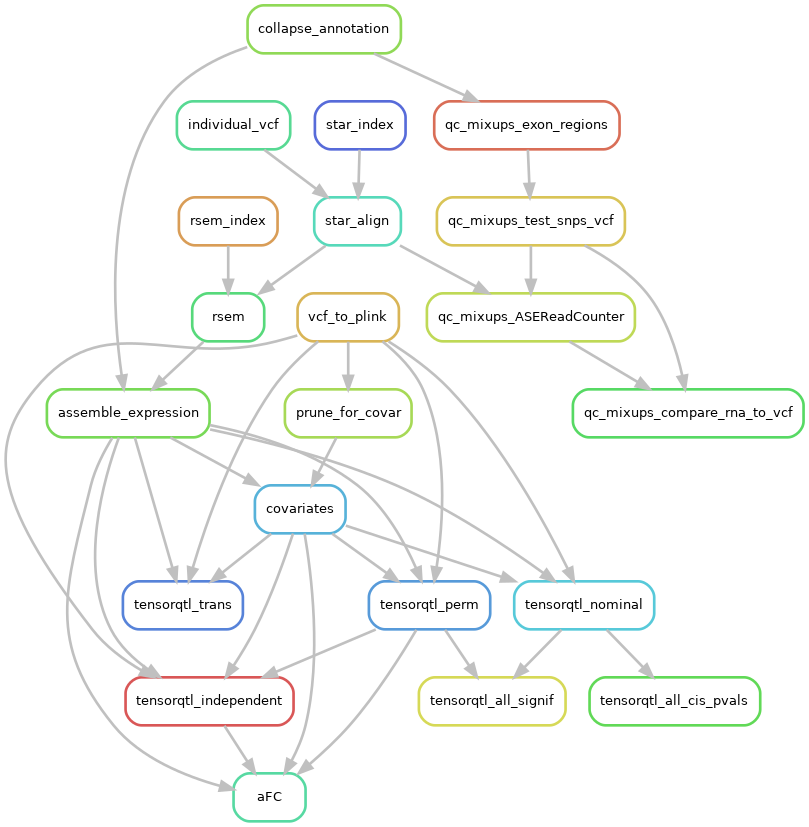 collapse_annotation
individual_vcf
star_index
qc_mixups_exon_regions
rsem_index
star_align
qc_mixups_test_snps_vcf
rsem
vcf_to_plink
qc_mixups_ASEReadCounter
assemble_expression
prune_for_covar
qc_mixups_compare_rna_to_vcf
covariates
tensorqtl_trans
tensorqtl_perm
tensorqtl_nominal
tensorqtl_independent
tensorqtl_all_signif
tensorqtl_all_cis_pvals
aFC